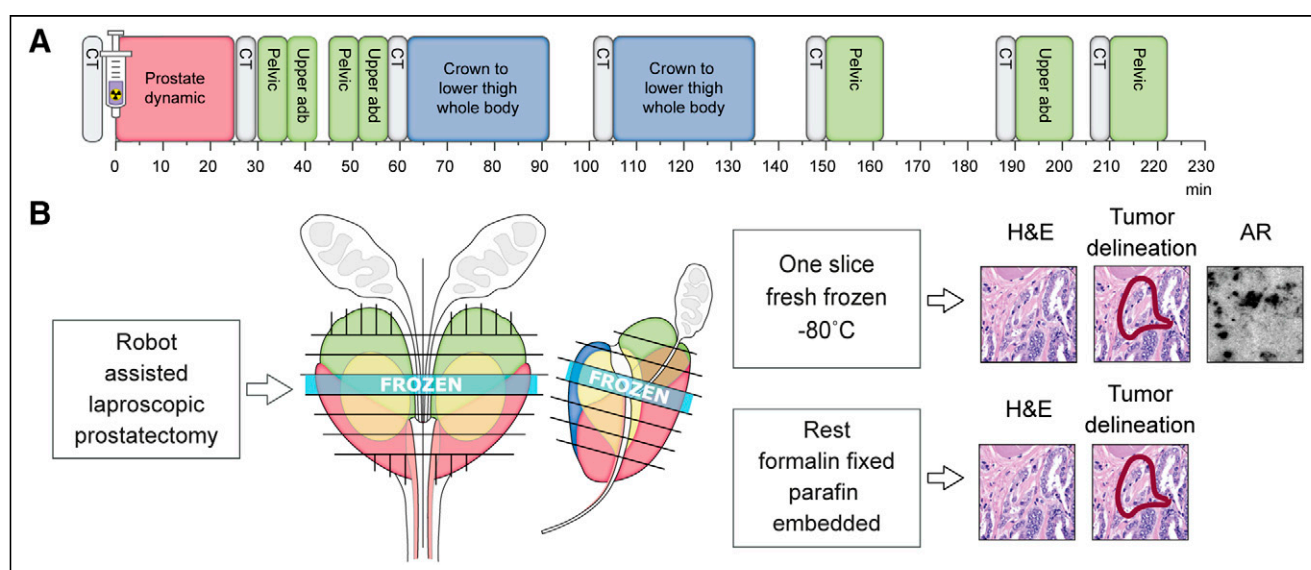 A
CT
Prostate
dynamic
CT
Pelvic
Upper adb
Pelvic
Upper abd
CT
Crown to
lower thigh
whole body
CT
Crown to
lower thigh
whole body
CT
Pelvic
CT
Upper abd
CT
Pelvic
0 10 20 30 40 50 60 70 80 90 100 110 120 130 140 150 160 170 180 190 200 210 220 230
min
B
Robot
assisted
laproscopic
prostatectomy
FROZEN
FROZEN
One slice
fresh frozen
-80˚C
H&E
Tumor
delineation
AR
Rest
formalin fixed
parafin
embedded
H&E
Tumor
delineation